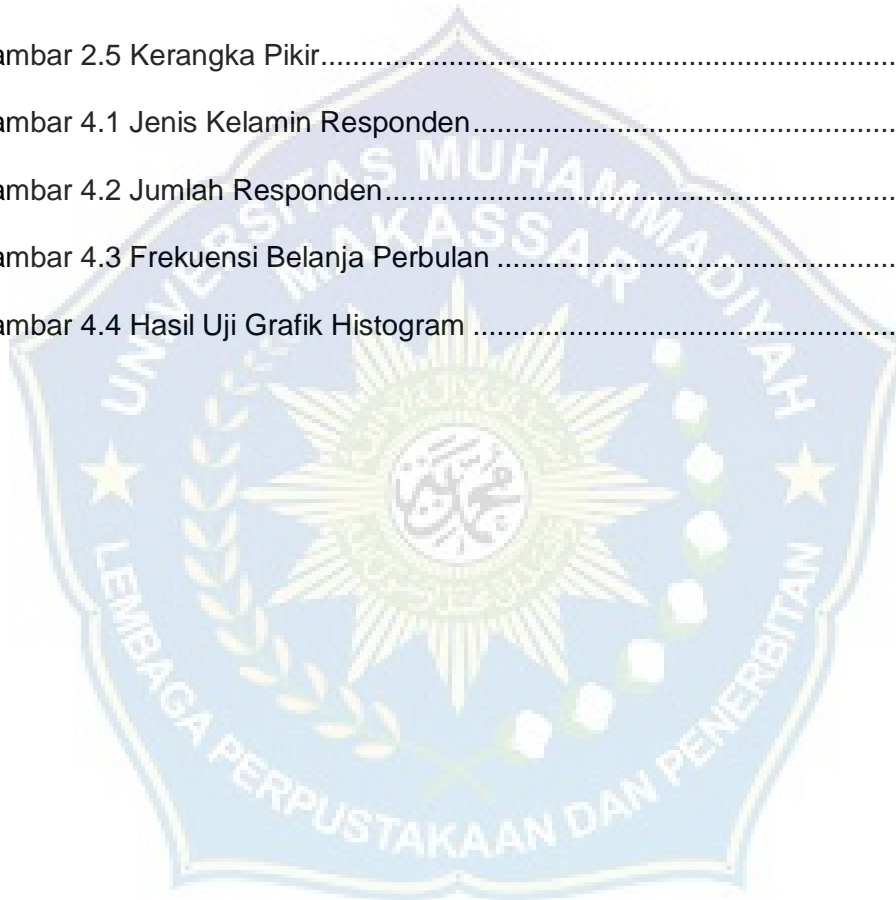 ambar 2.5 Kerangka Pikir................................................................................
ambar 4.1 Jenis Kelamin Responden................................................................
ambar 4.2 Jumlah Responden..........................................................................
ambar 4.3 Frekuensi Belanja Perbulan .............................................................
ambar 4.4 Hasil Uji Grafik Histogram ...............................................................
UNIVERSITAS MUHAMMADIYAH
MAKASSAR
LEMBAGA PERPUSTAKAAN DAN PENERBITAN